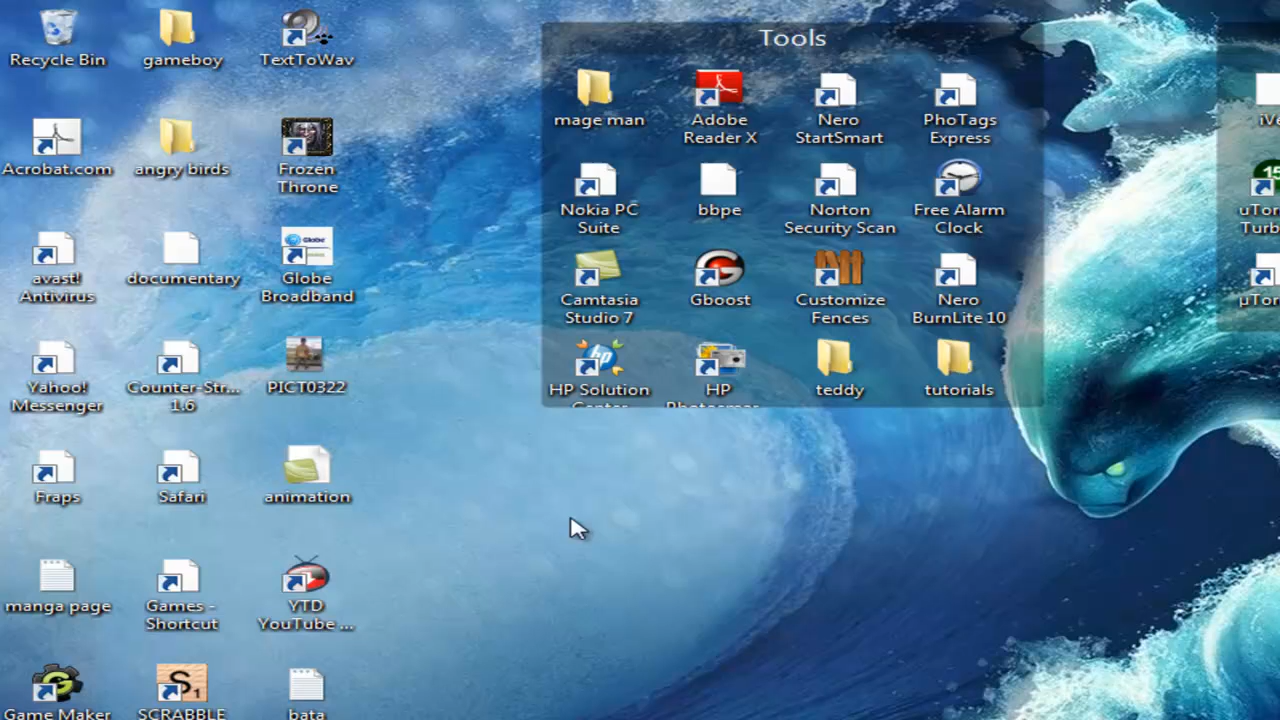 Recycle Bin
gameboy
TextToWav
Acrobat.com
angry birds
Frozen
Throne
avast!
Antivirus
documentary
Globe
Broadband
Yahoo!
Messenger
Counter-Str...
1.6
PICT0322
Fraps
Safari
animation
manga page
Games -
Shortcut
YTD
YouTube ...
Game Maker
SCRABBLE
bata
Tools
mage man
Adobe
Reader X
Nero
StartSmart
PhoTags
Express
Nokia PC
Suite
bbpe
Norton
Security Scan
Free Alarm
Clock
Camtasia
Studio 7
Gboost
Customize
Fences
Nero
BurnLite 10
HP Solution
Center
HP
teddy
tutorials
iVe
15
uTor
Turb
µTor